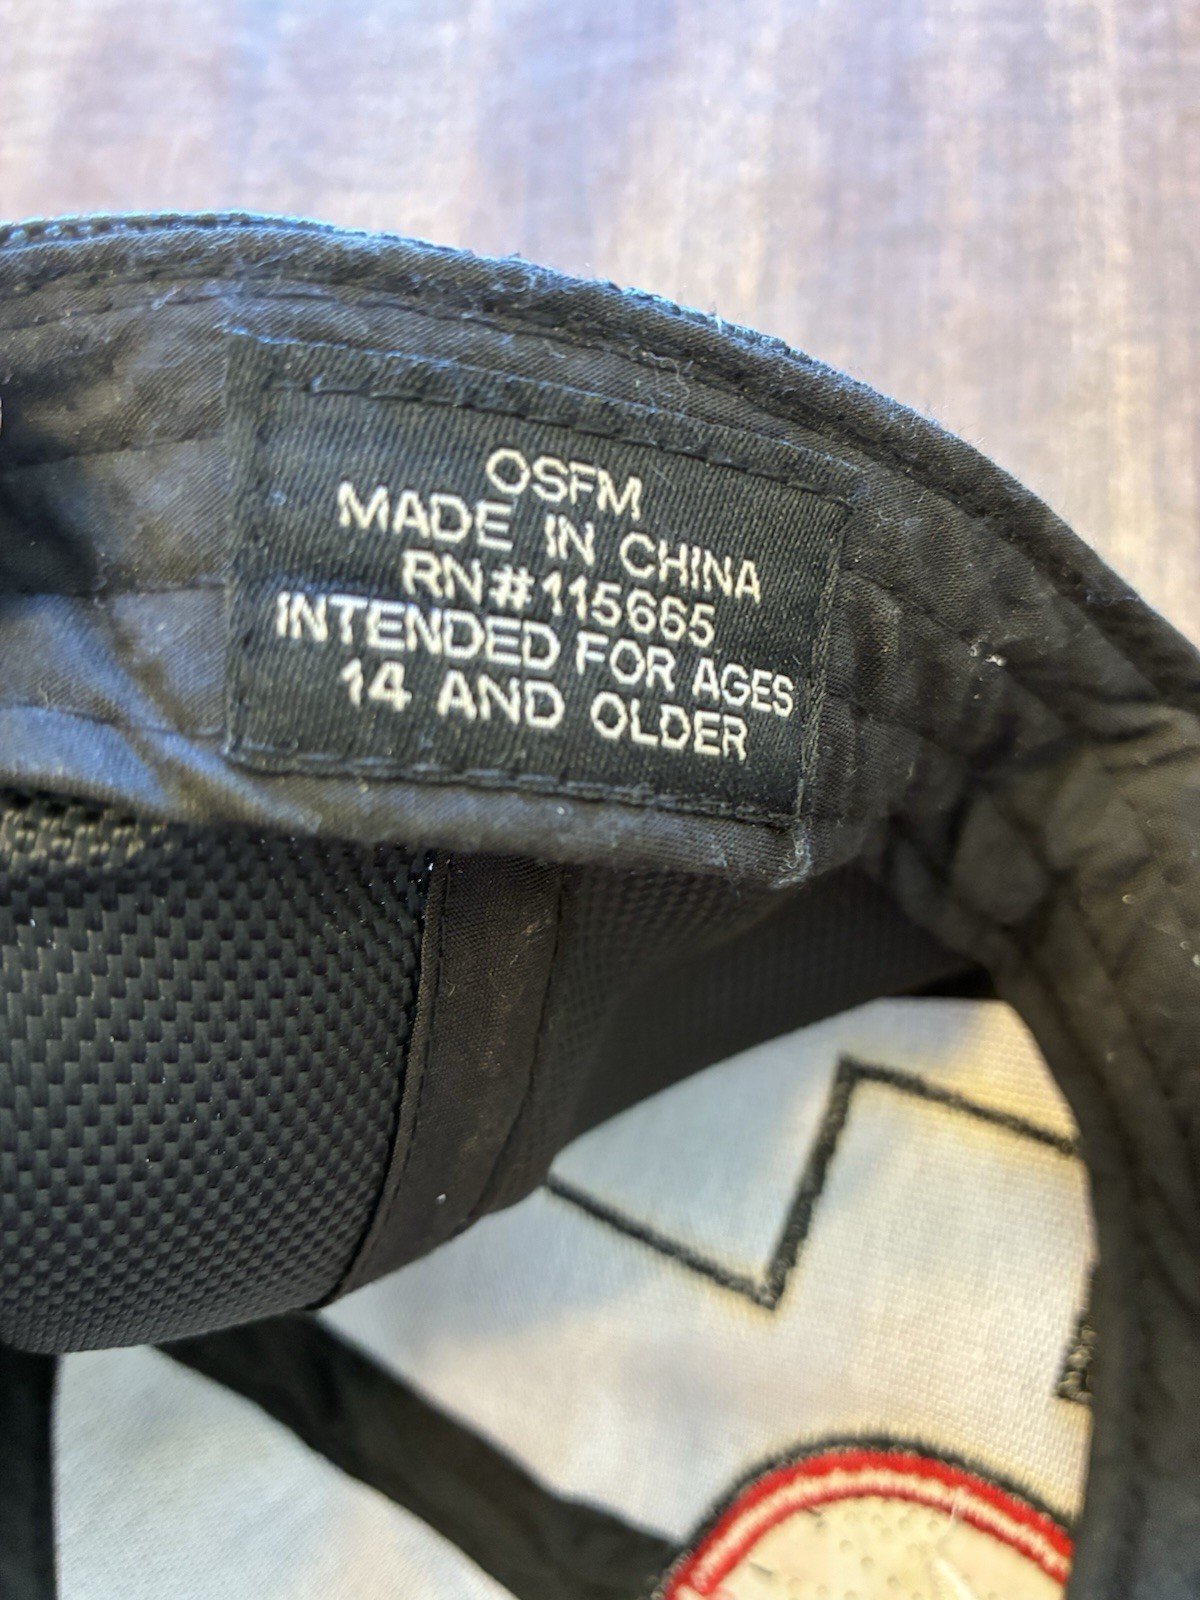 OSFM
MADE IN CHINA
RN#115665
INTENDED FOR AGES
14 AND OLDER